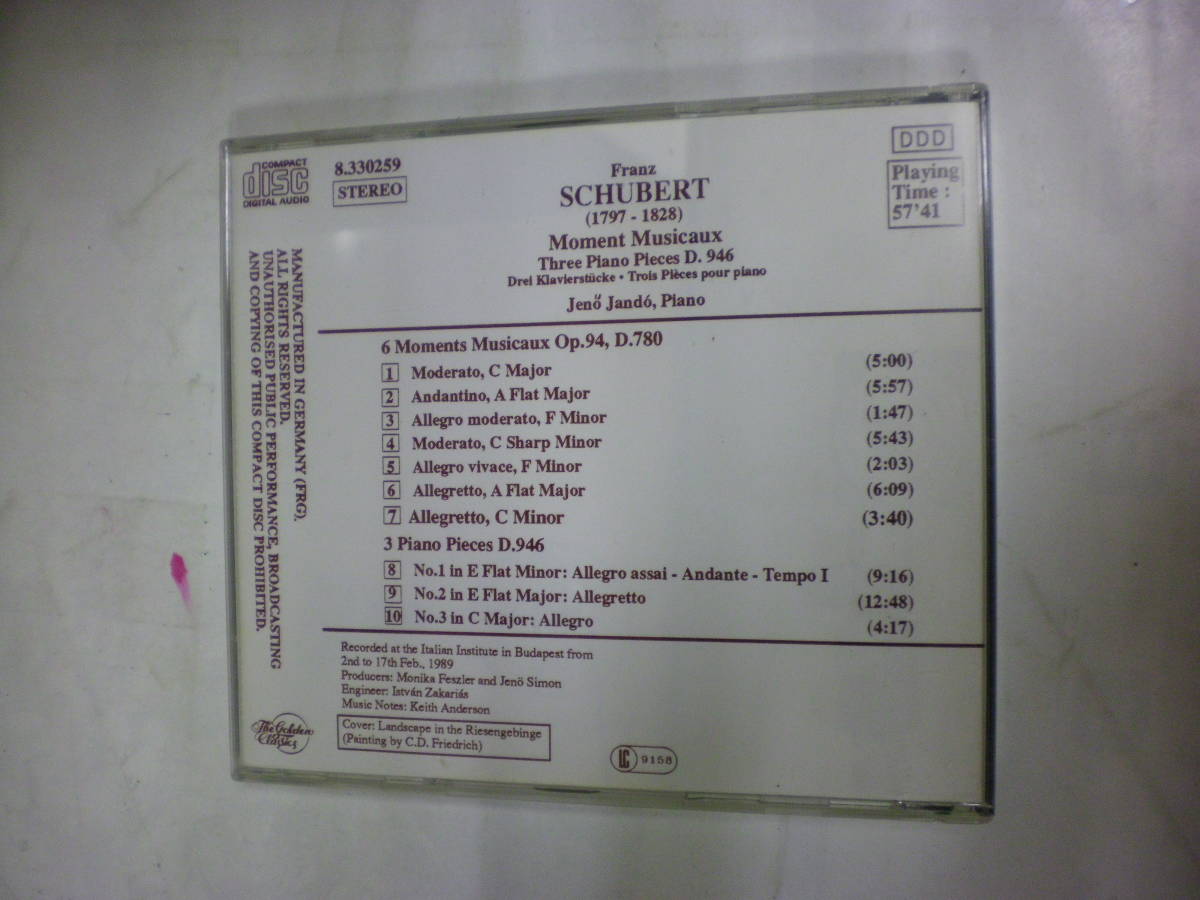 COMPACT
disc
DIGITAL AUDIO
8.330259
STEREO
Franz
SCHUBERT
(1797 - 1828)
Moment Musicaux
Three Piano Pieces D. 946
Drei Klavierstücke • Trois Pièces pour piano
Jenő Jandó, Piano
DDD
Playing
Time :
57'41
MANUFACTURED IN GERMANY (FRG).
ALL RIGHTS RESERVED.
UNAUTHORISED PUBLIC PERFORMANCE, BROADCASTING
AND COPYING OF THIS COMPACT DISC PROHIBITED.
6 Moments Musicaux Op.94, D.780
1 Moderato, C Major (5:00)
2 Andantino, A Flat Major (5:57)
3 Allegro moderato, F Minor (1:47)
4 Moderato, C Sharp Minor (5:43)
5 Allegro vivace, F Minor (2:03)
6 Allegretto, A Flat Major (6:09)
7 Allegretto, C Minor (3:40)
3 Piano Pieces D.946
8 No.1 in E Flat Minor: Allegro assai - Andante - Tempo I (9:16)
9 No.2 in E Flat Major: Allegretto (12:48)
10 No.3 in C Major: Allegro (4:17)
Recorded at the Italian Institute in Budapest from
2nd to 17th Feb., 1989
Producers: Monika Feszler and Jenö Simon
Engineer: István Zakariás
Music Notes: Keith Anderson
Cover: Landscape in the Riesengebinge
(Painting by C.D. Friedrich)
The Golden
Classics
LC 9158